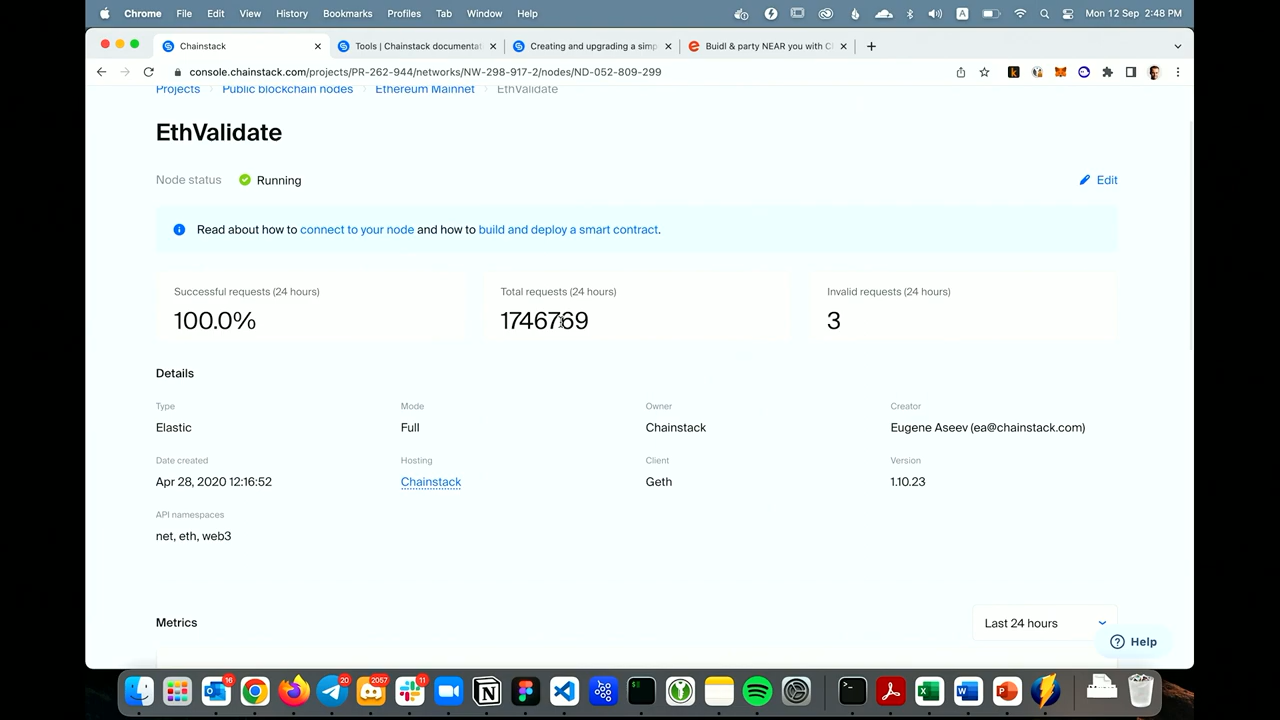 Chrome File Edit View History Bookmarks Profiles Tab Window Help A Mon 12 Sep 2:48 PM
Chainstack Tools | Chainstack documentat Creating and upgrading a simp Buidl & party NEAR you with C
console.chainstack.com/projects/PR-262-944/networks/NW-298-917-2/nodes/ND-052-809-299
Projects Public blockchain nodes Ethereum Mainnet EthValidate
EthValidate
Node status Running Edit
Read about how to connect to your node and how to build and deploy a smart contract.
Successful requests (24 hours) Total requests (24 hours) Invalid requests (24 hours)
100.0% 1746769 3
Details
Type Mode Owner Creator
Elastic Full Chainstack Eugene Aseev (ea@chainstack.com)
Date created Hosting Client Version
Apr 28, 2020 12:16:52 Chainstack Geth 1.10.23
API namespaces
net, eth, web3
Metrics Last 24 hours
Help
16 20 2067 11